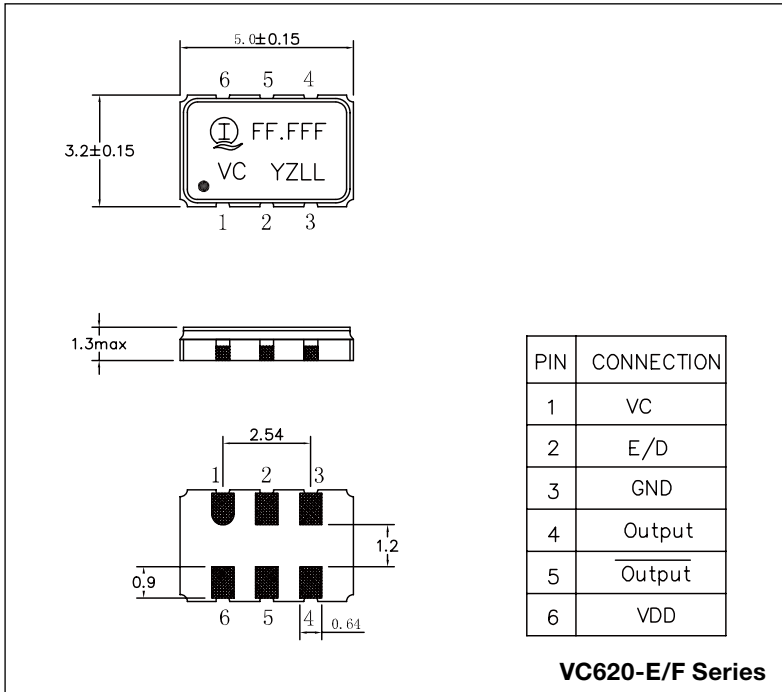 5.0±0.15
6 5 4
3.2±0.15
I FF.FFF
VC YZLL
1 2 3
1.3max
2.54
1 2 3
1.2
0.9
6 5 4
0.64
PIN CONNECTION
1 VC
2 E/D
3 GND
4 Output
5 Output
6 VDD
VC620-E/F Series